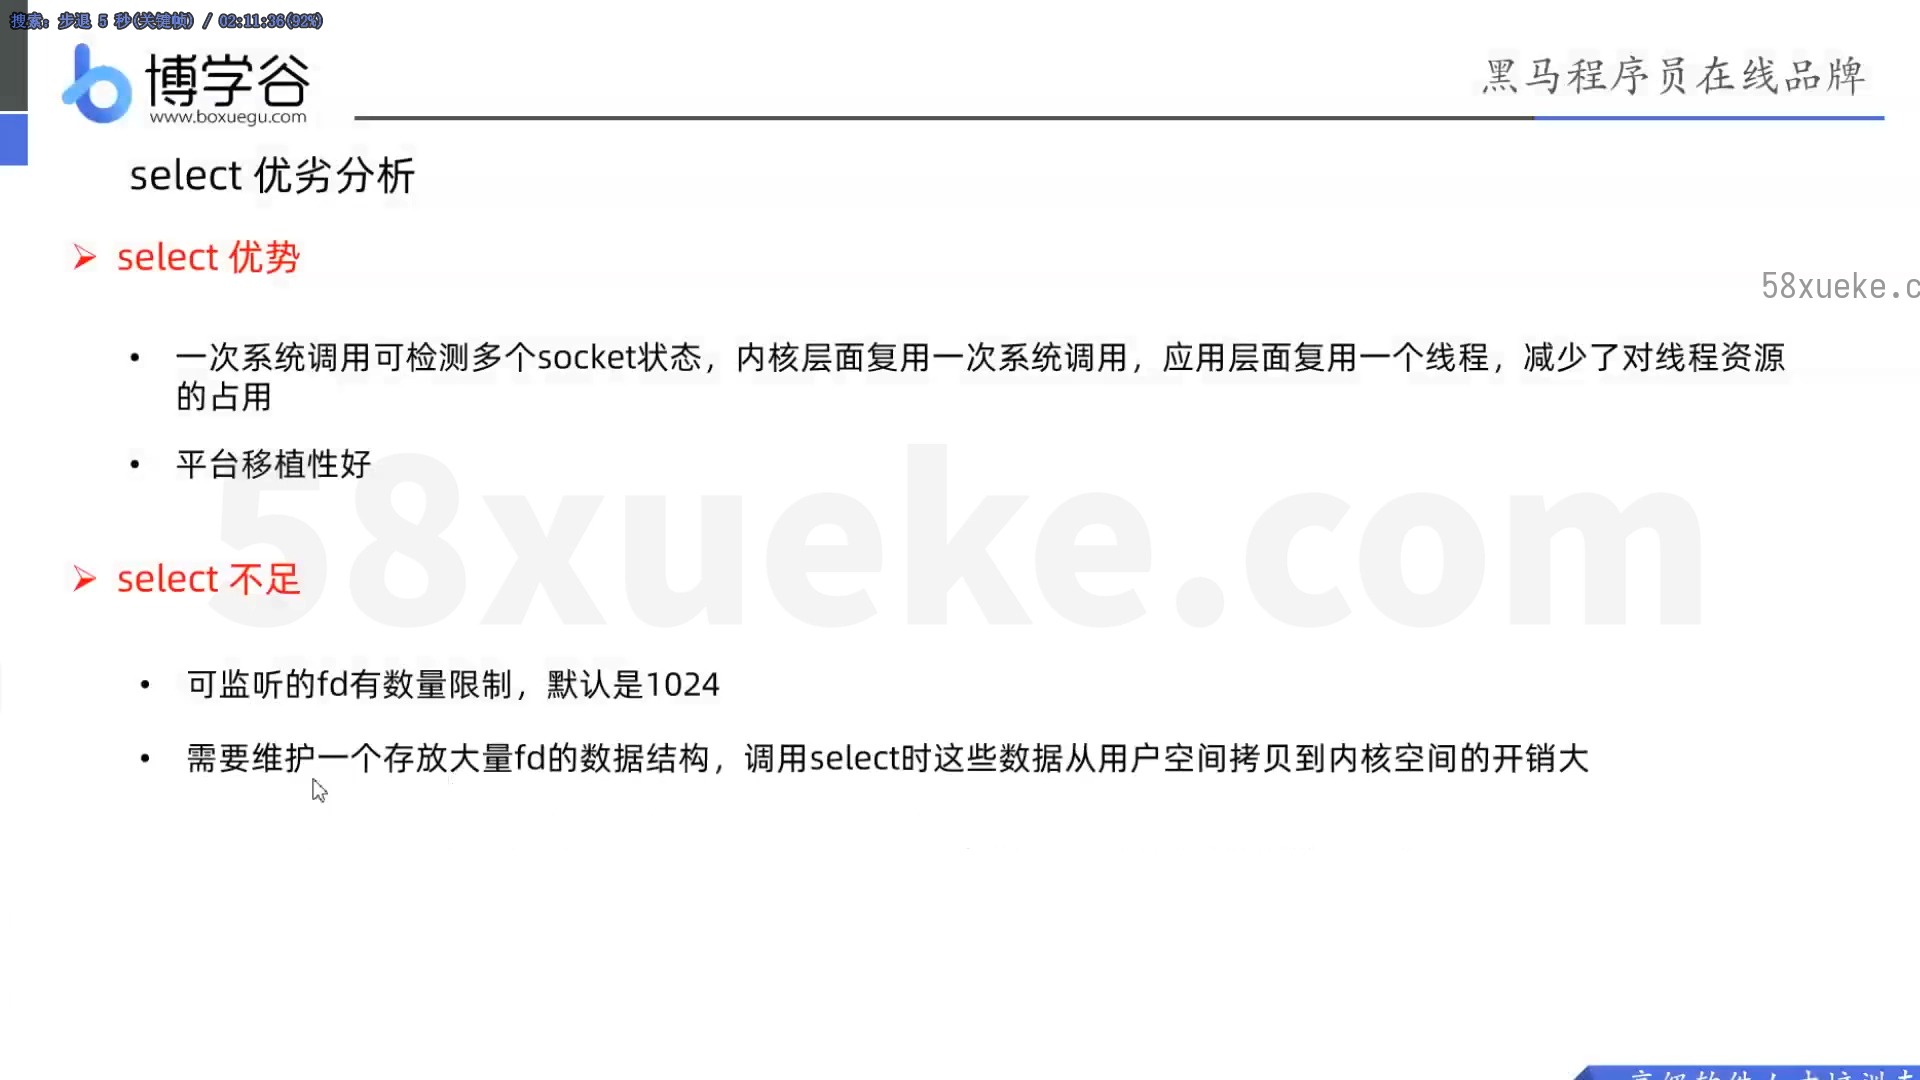 搜索: 步退 5 秒(关键帧) / 02:11:36(92%)
博学谷
www.boxuegu.com
黑马程序员在线品牌
select 优劣分析
➢ select 优势
58xueke.c
• 一次系统调用可检测多个socket状态，内核层面复用一次系统调用，应用层面复用一个线程，减少了对线程资源
的占用
• 平台移植性好
58xueke.com
➢ select 不足
• 可监听的fd有数量限制，默认是1024
• 需要维护一个存放大量fd的数据结构，调用select时这些数据从用户空间拷贝到内核空间的开销大